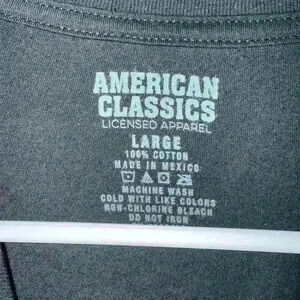 AMERICAN
CLASSICS
LICENSED APPAREL
LARGE
100% COTTON
MADE IN MEXICO
MACHINE WASH
COLD WITH LIKE COLORS
NON-CHLORINE BLEACH
DO NOT IRON